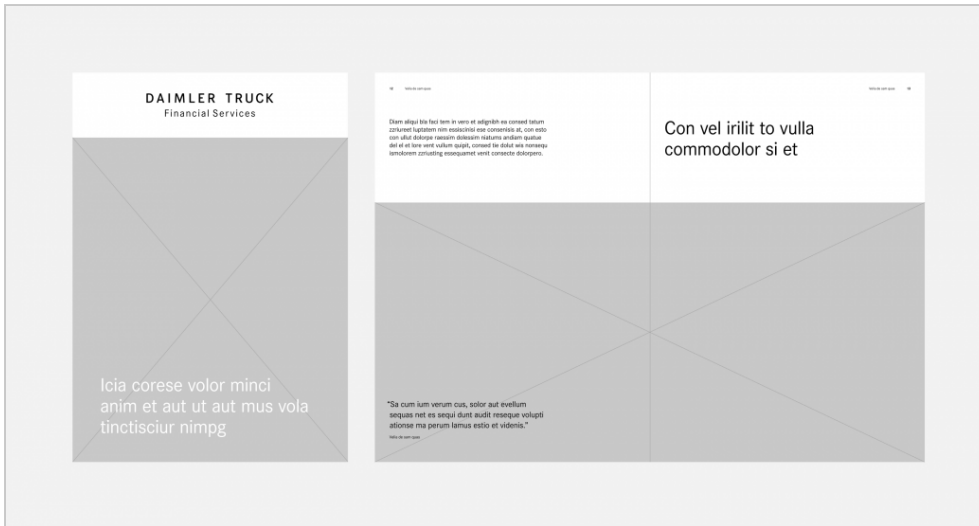 DAIMLER TRUCK
Financial Services
Icia corese volor minci
anim et aut ut aut mus vola
tinctisciur nimpg
Diam aliqui bla faci tem in vero et adignibh ea consed tatum
zzriureet luptatem nim essiscinisi ese consenisis at, con esto
con ullut dolorpe raessim dolessim niatums andiam quatue
del el et lore vent vullum quipit, consed tie dolut wis nonsequ
ismolorem zzriusting essequamet venit consecte dolorpero.
Con vel irilit to vulla
commodolor si et
“Sa cum ium verum cus, solor aut evellum
sequas net es sequi dunt audit reseque volupti
ationse ma perum lamus estio et videnis.”